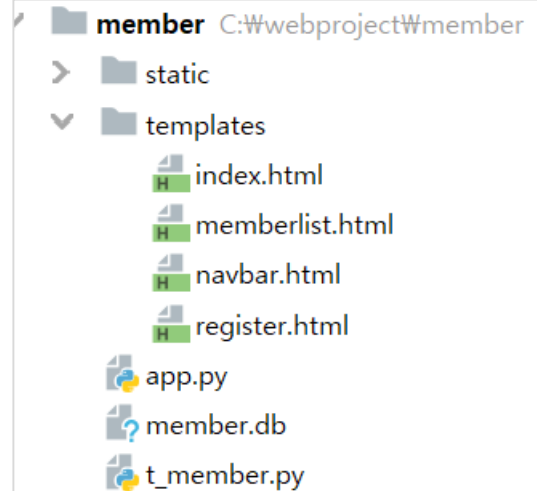 member C:₩webproject₩member
static
templates
H index.html
H memberlist.html
H navbar.html
H register.html
app.py
? member.db
t_member.py